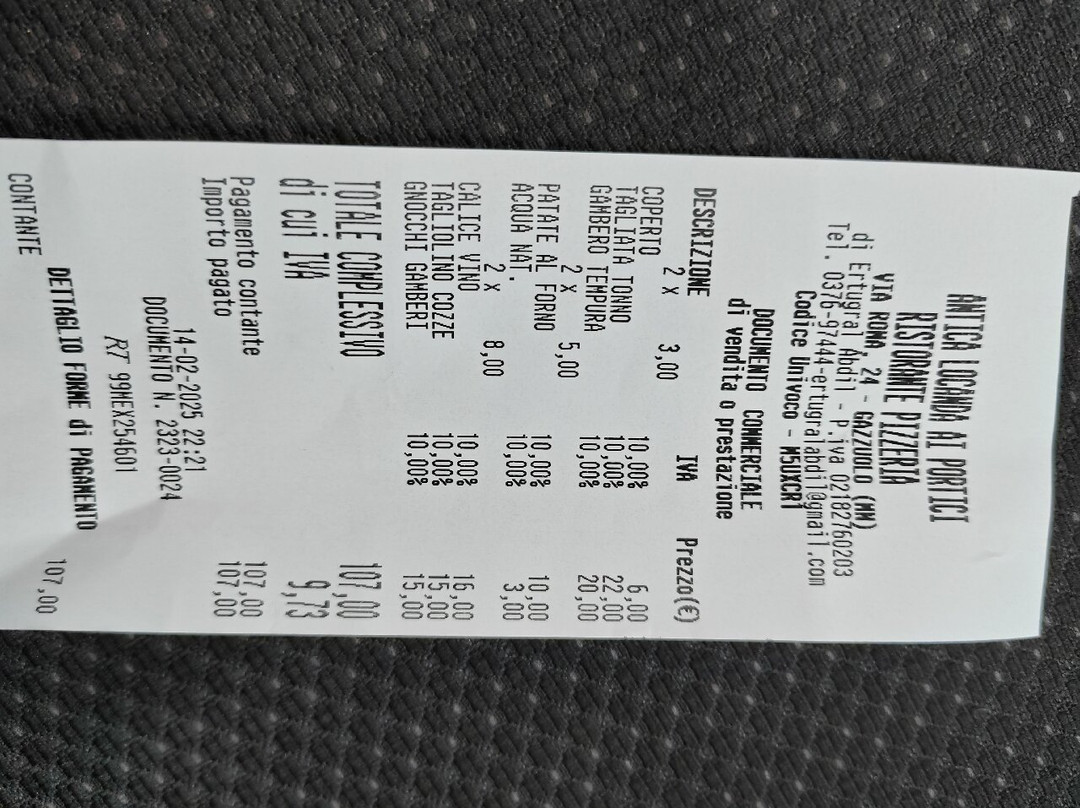 ANTICA LOCANDA AI PORTICI
RISTORANTE PIZZERIA
VIA ROMA, 24 - GAZZUOLO (MN)
di Ertugral Abdil - P.iva 02182760203
Tel. 0376-97444-ertugralabdil@gmail.com
Codice Univoco - M5UXCR1
DOCUMENTO COMMERCIALE
di vendita o prestazione
DESCRIZIONE IVA Prezzo(€)
2 X 3,00
COPERTO 10,00% 6,00
TAGLIATA TONNO 10,00% 22,00
GAMBERO TEMPURA 10,00% 20,00
2 X 5,00
PATATE AL FORNO 10,00% 10,00
ACQUA NAT. 10,00% 3,00
2 X 8,00
CALICE VINO 10,00% 16,00
TAGLIOLINO COZZE 10,00% 15,00
GNOCCHI GAMBERI 10,00% 15,00
TOTALE COMPLESSIVO 107,00
di cui IVA 9,73
Pagamento contante 107,00
Importo pagato 107,00
14-02-2025 22:21
DOCUMENTO N. 2323-0024
RT 99MEX254601
DETTAGLIO FORME di PAGAMENTO
CONTANTE 107,00